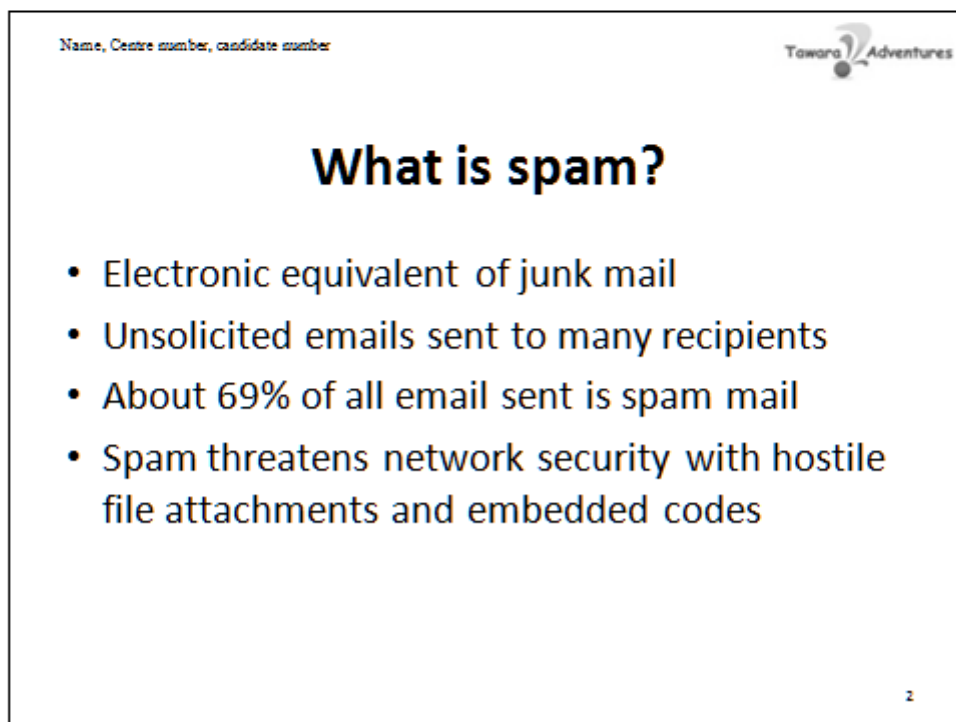 Name, Centre number, candidate number
Tawara Adventures
What is spam?
• Electronic equivalent of junk mail
• Unsolicited emails sent to many recipients
• About 69% of all email sent is spam mail
• Spam threatens network security with hostile
file attachments and embedded codes
2